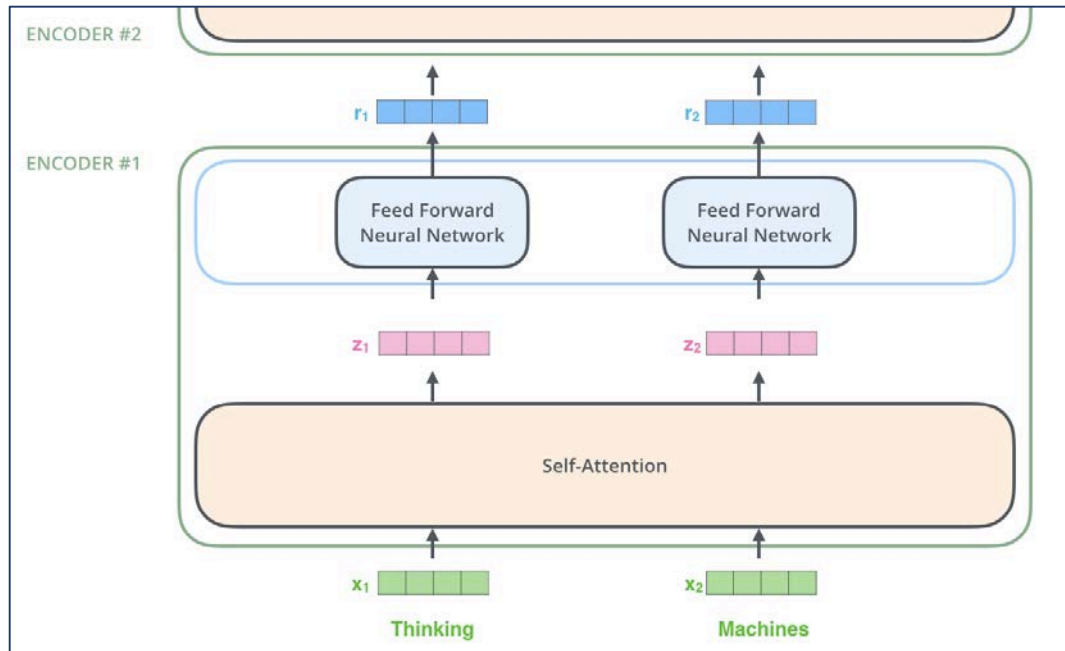 ENCODER #2
r₁
r₂
ENCODER #1
Feed Forward
Neural Network
Feed Forward
Neural Network
z₁
z₂
Self-Attention
x₁
x₂
Thinking
Machines